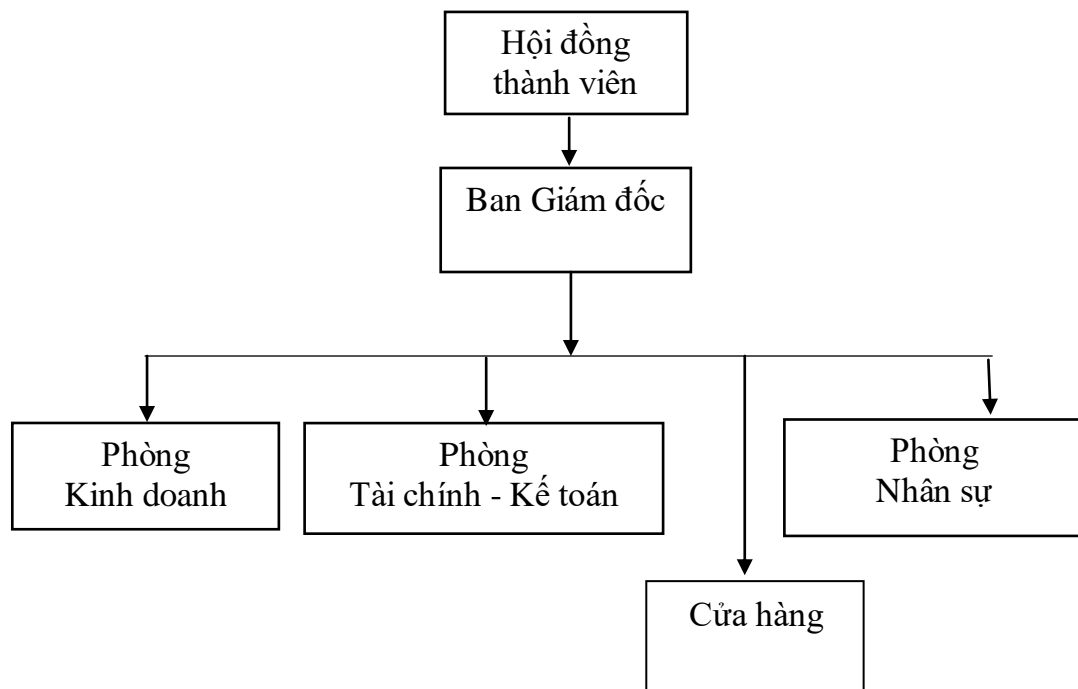 Hội đồng
thành viên
Ban Giám đốc
Phòng
Kinh doanh
Phòng
Tài chính - Kế toán
Phòng
Nhân sự
Cửa hàng